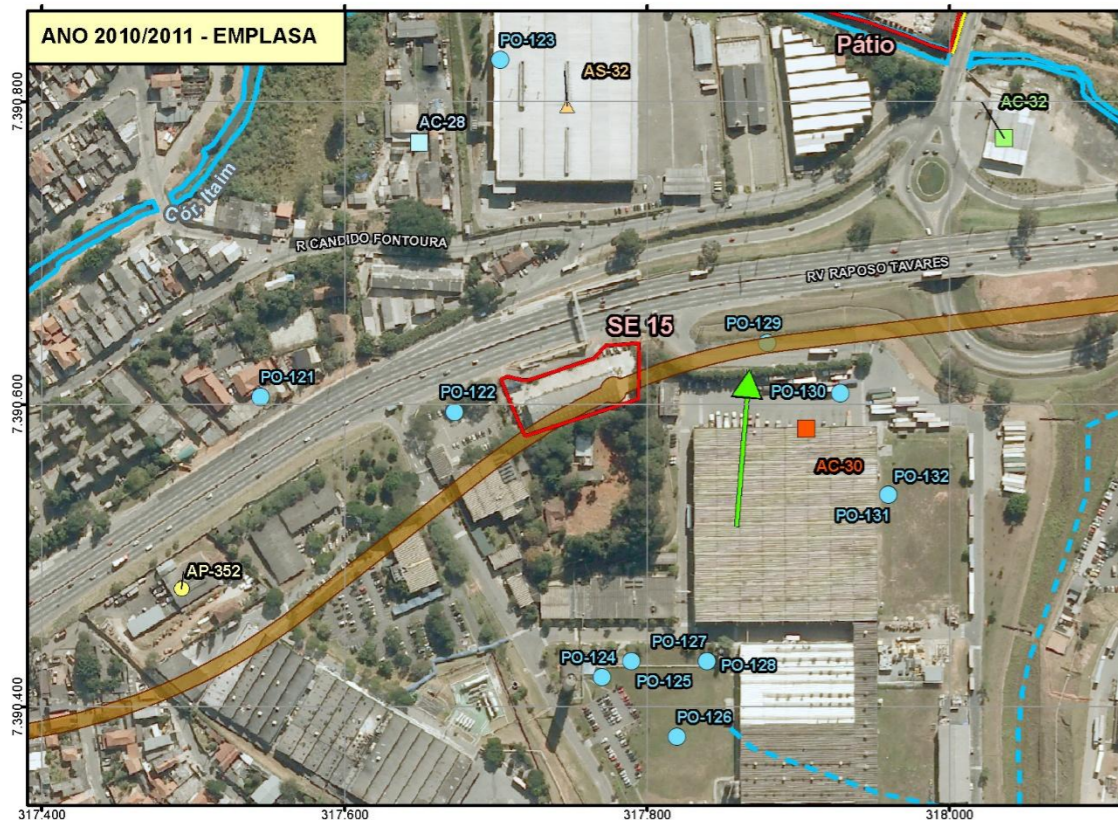 ANO 2010/2011 - EMPLASA
PO-123
AS-32
Pátio
AC-28
AC-32
7.390.800
Cór. Itaim
R CANDIDO FONTOURA
RV RAPOSO TAVARES
SE 15
PO-129
PO-121
PO-122
PO-130
7.390.600
AC-30
PO-132
PO-131
AP-352
PO-127
PO-124
PO-128
PO-125
PO-126
7.390.400
317.400
317.600
317.800
318.000